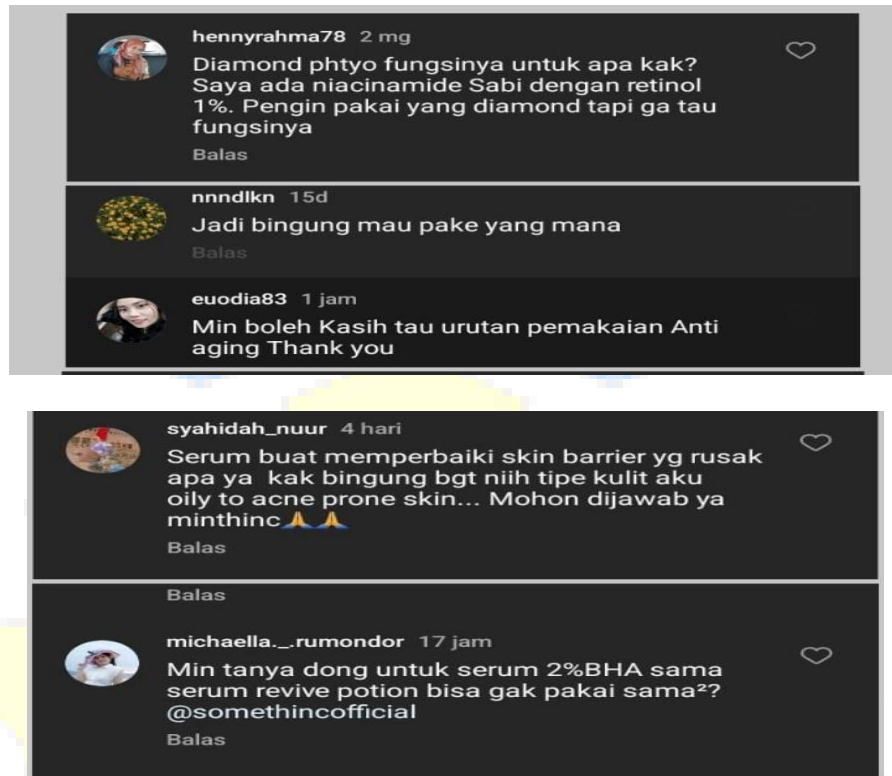 hennyrahma78 2 mg
Diamond phtyo fungsinya untuk apa kak?
Saya ada niacinamide Sabi dengan retinol
1%. Pengin pakai yang diamond tapi ga tau
fungsinya
Balas
nnndlkn 15d
Jadi bingung mau pake yang mana
Balas
euodia83 1 jam
Min boleh Kasih tau urutan pemakaian Anti
aging Thank you
syahidah_nuur 4 hari
Serum buat memperbaiki skin barrier yg rusak
apa ya kak bingung bgt niih tipe kulit aku
oily to acne prone skin... Mohon dijawab ya
minthinc🙏🙏
Balas
Balas
michaella._.rumondor 17 jam
Min tanya dong untuk serum 2%BHA sama
serum revive potion bisa gak pakai sama²?
@somethincofficial
Balas